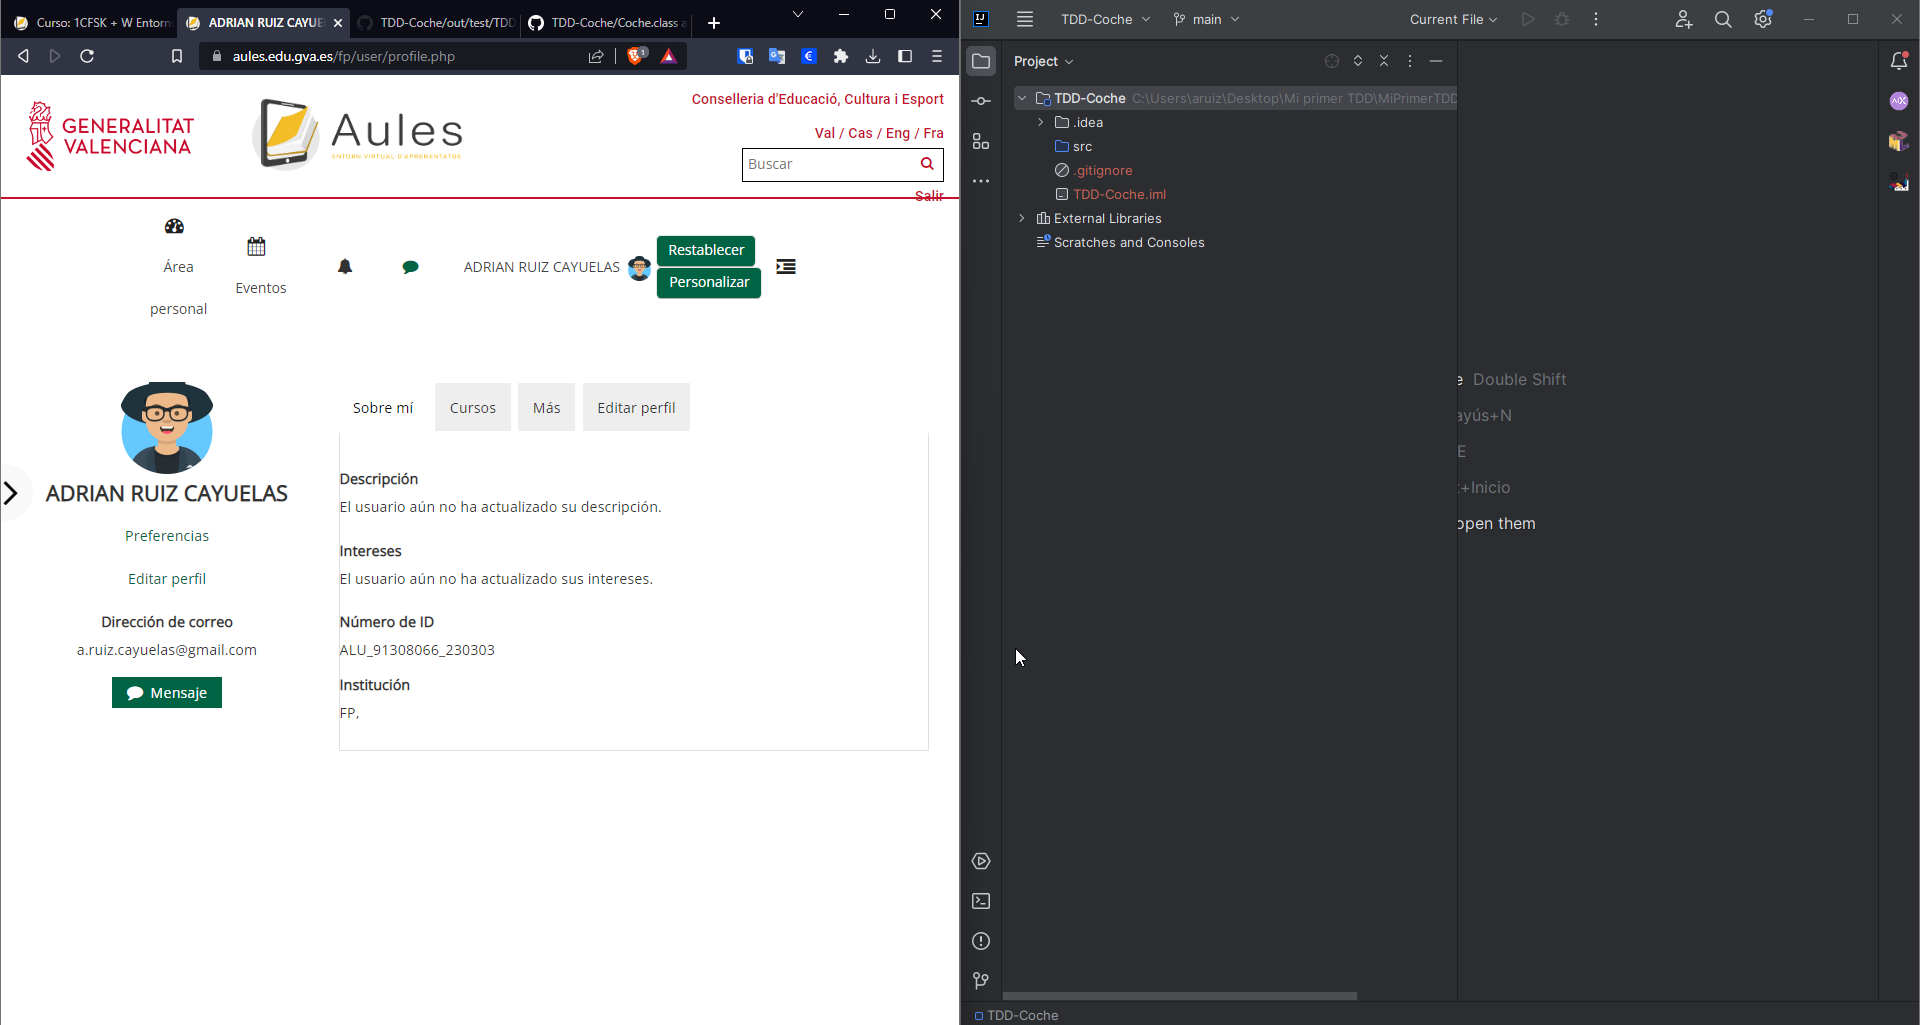 Curso: 1CFSK + W Entorn
ADRIAN RUIZ CAYUE
TDD-Coche/out/test/TDD
TDD-Coche/Coche.class a
aules.edu.gva.es/fp/user/profile.php
1
GENERALITAT
VALENCIANA
Aules
ENTORN VIRTUAL D'APRENENTATGE
Conselleria d'Educació, Cultura i Esport
Val / Cas / Eng / Fra
Buscar
Salir
Área
personal
Eventos
ADRIAN RUIZ CAYUELAS
Restablecer
Personalizar
ADRIAN RUIZ CAYUELAS
Preferencias
Editar perfil
Dirección de correo
a.ruiz.cayuelas@gmail.com
Mensaje
Sobre mí
Cursos
Más
Editar perfil
Descripción
El usuario aún no ha actualizado su descripción.
Intereses
El usuario aún no ha actualizado sus intereses.
Número de ID
ALU_91308066_230303
Institución
FP,
IJ
TDD-Coche
main
Current File
Project
TDD-Coche C:\Users\aruiz\Desktop\Mi primer TDD\MiPrimerTDD
.idea
src
.gitignore
TDD-Coche.iml
External Libraries
Scratches and Consoles
e Double Shift
ayús+N
E
+Inicio
open them
TDD-Coche